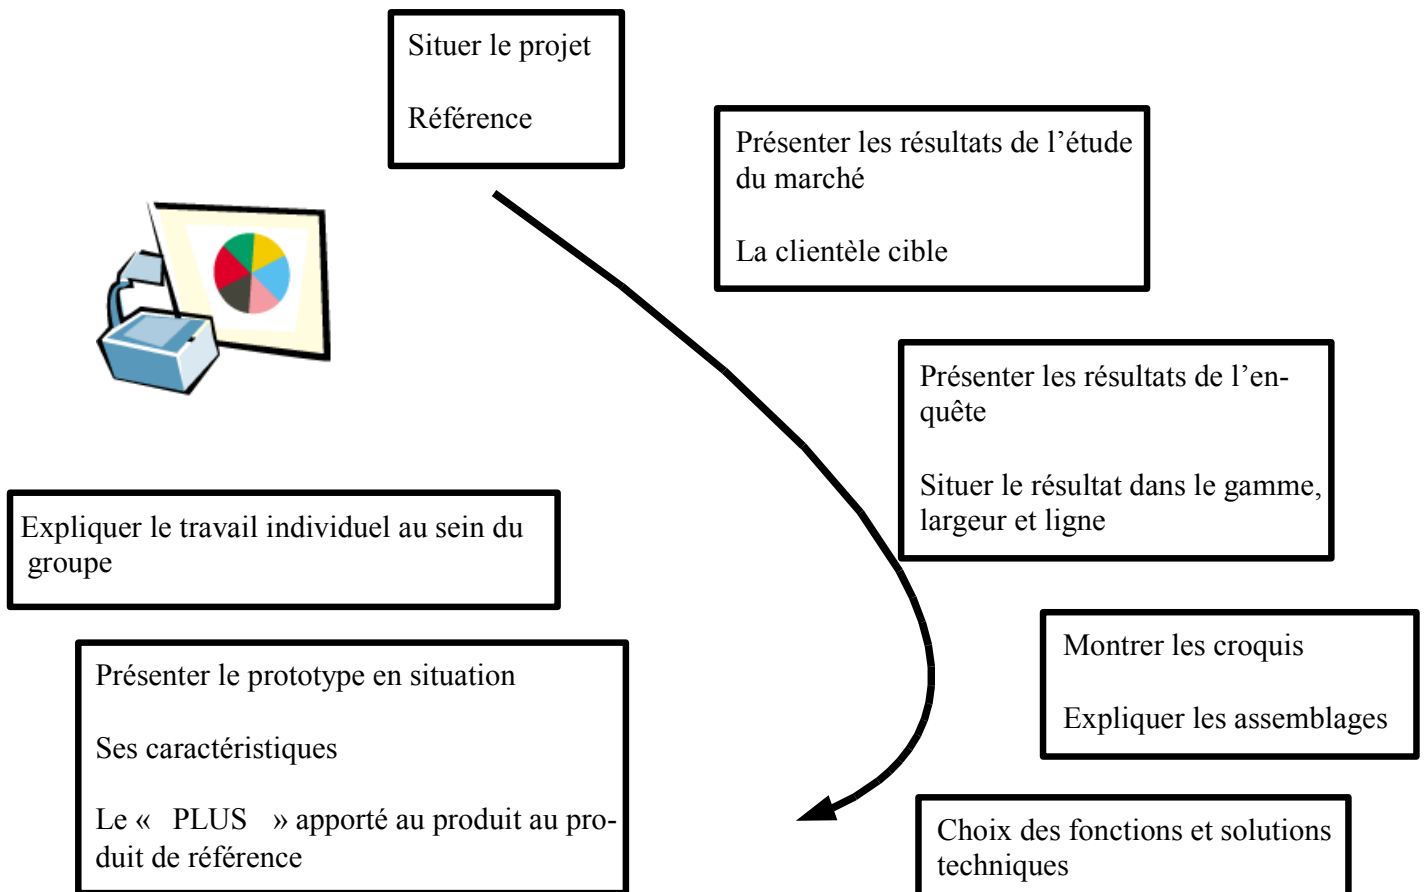 Situer le projet
Référence
Présenter les résultats de l’étude
du marché
La clientèle cible
Présenter les résultats de l’en-
quête
Situer le résultat dans le gamme,
largeur et ligne
Montrer les croquis
Expliquer les assemblages
Choix des fonctions et solutions
techniques
Présenter le prototype en situation
Ses caractéristiques
Le « PLUS » apporté au produit au pro-
duit de référence
Expliquer le travail individuel au sein du
groupe